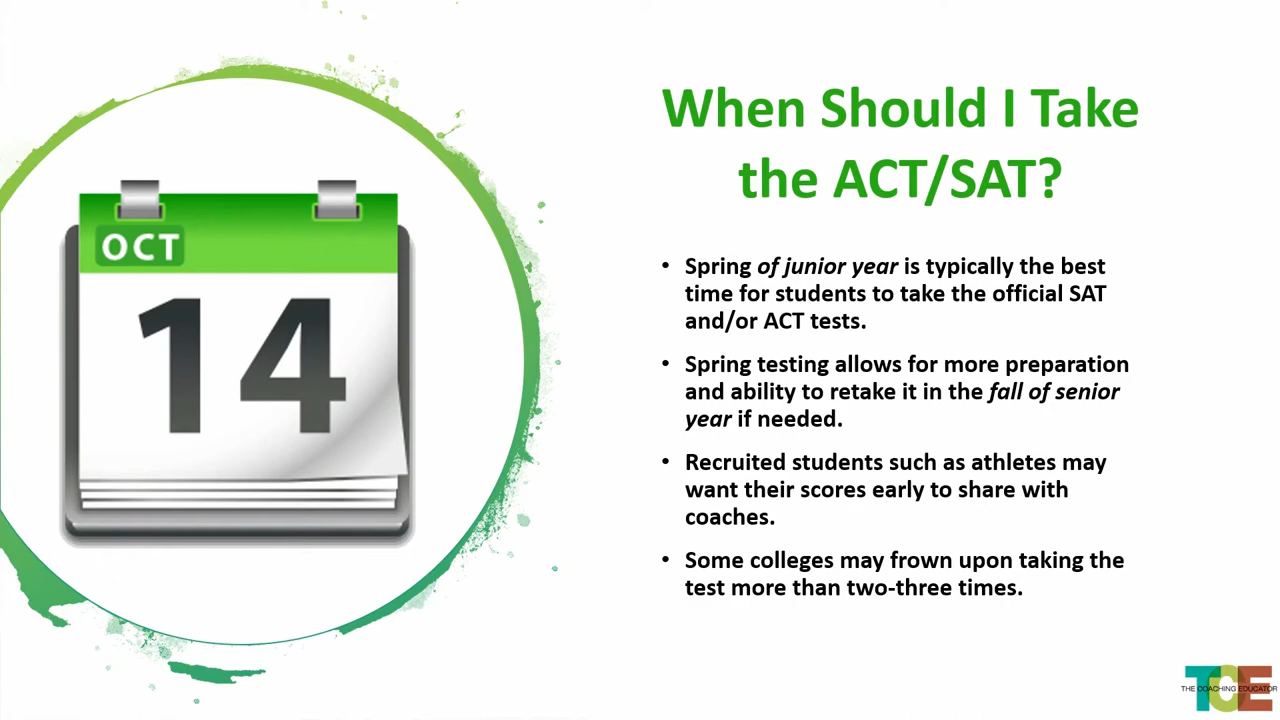 When Should I Take
the ACT/SAT?
OCT
14
• Spring of junior year is typically the best
time for students to take the official SAT
and/or ACT tests.
• Spring testing allows for more preparation
and ability to retake it in the fall of senior
year if needed.
• Recruited students such as athletes may
want their scores early to share with
coaches.
• Some colleges may frown upon taking the
test more than two-three times.
TCE
THE COACHING EDUCATOR